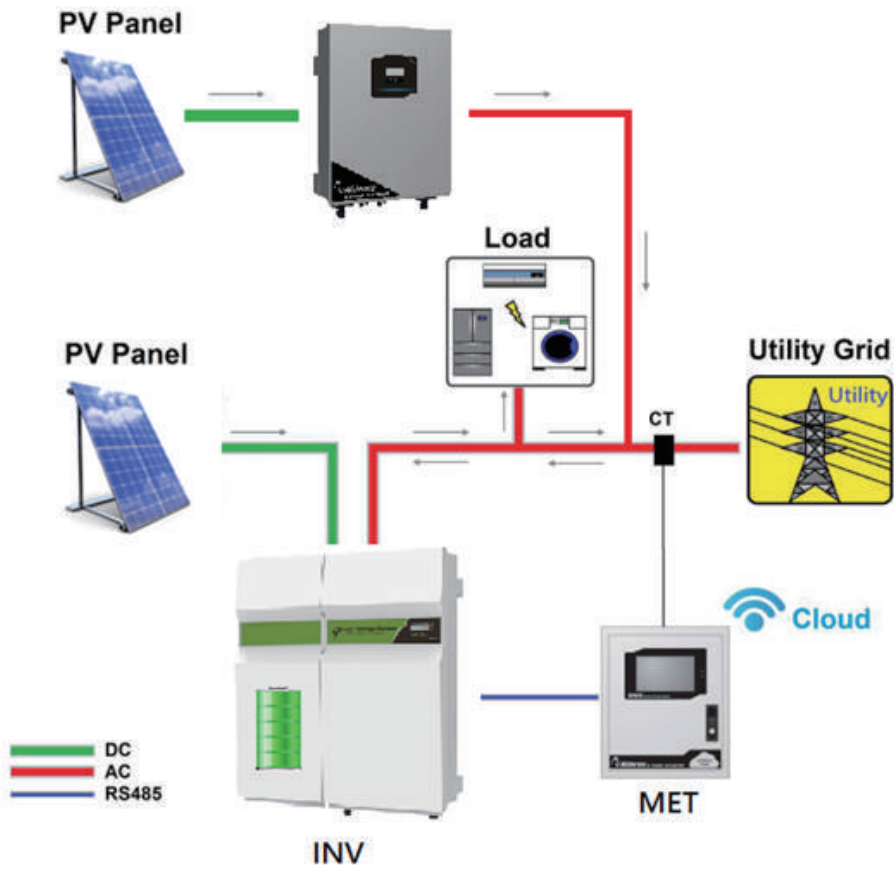 PV Panel
Load
PV Panel
Utility Grid
Utility
CT
Cloud
DC
AC
RS485
MET
INV